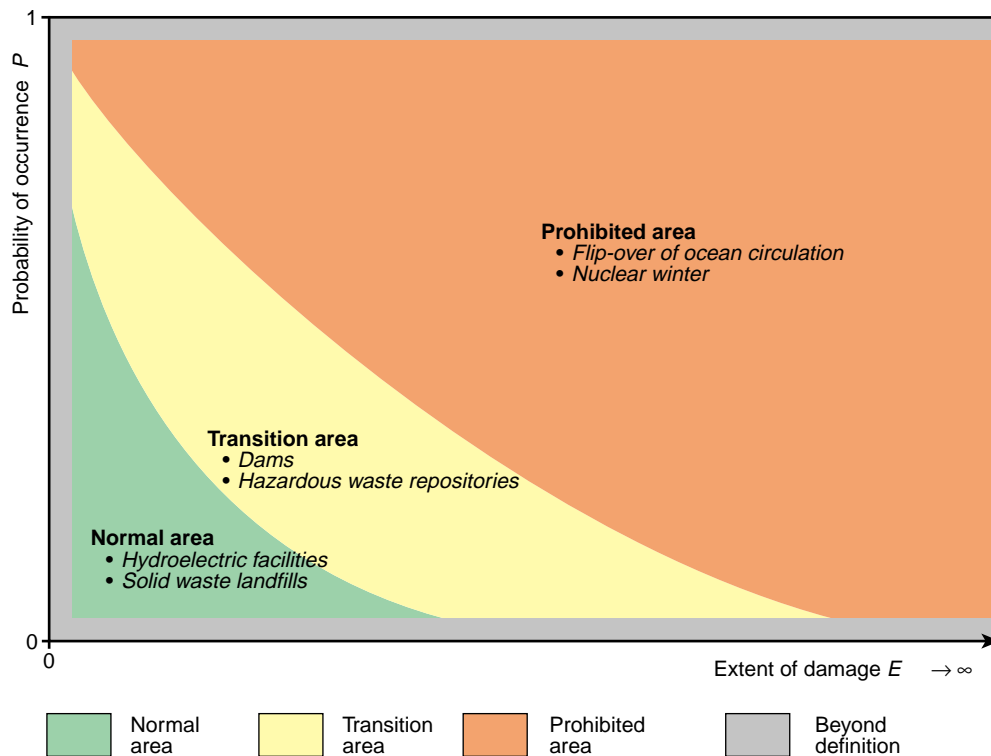 1
Probability of occurrence P
Prohibited area
• Flip-over of ocean circulation
• Nuclear winter
Transition area
• Dams
• Hazardous waste repositories
Normal area
• Hydroelectric facilities
• Solid waste landfills
0
0
Extent of damage E → ∞
Normal
area
Transition
area
Prohibited
area
Beyond
definition